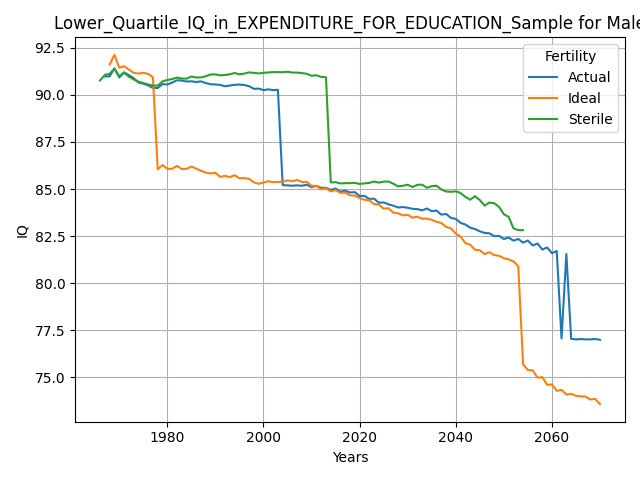 Lower_Quartile_IQ_in_EXPENDITURE_FOR_EDUCATION_Sample for Male
Fertility
Actual
Ideal
Sterile
92.5
90.0
87.5
85.0
82.5
80.0
77.5
75.0
IQ
1980 2000 2020 2040 2060
Years